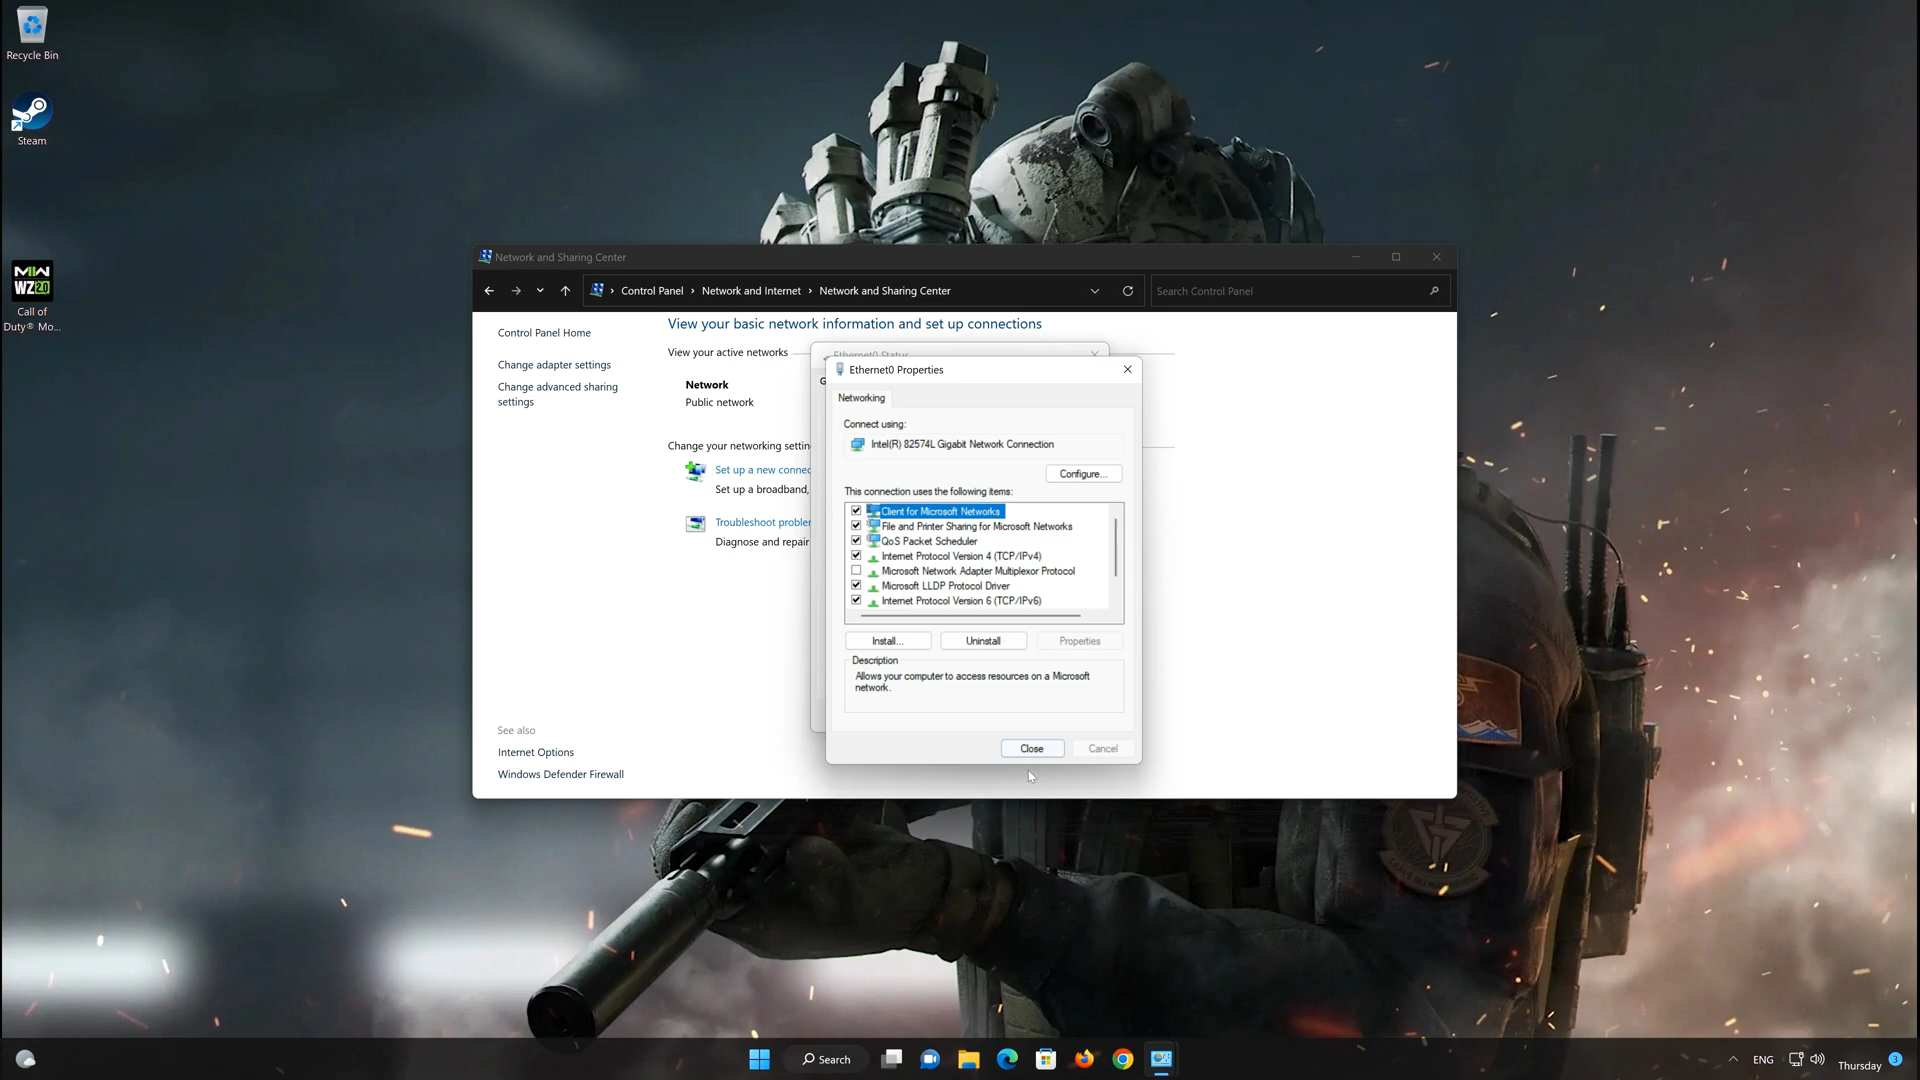 Recycle Bin
Steam
MW
WZ 2.0
Call of
Duty® Mo...
Network and Sharing Center
Control Panel
Network and Internet
Network and Sharing Center
Search Control Panel
Control Panel Home
Change adapter settings
Change advanced sharing
settings
See also
Internet Options
Windows Defender Firewall
View your basic network information and set up connections
View your active networks
Network
Public network
Change your networking settin
Set up a new connec
Set up a broadband,
Troubleshoot probler
Diagnose and repair
Ethernet0 Status
G
Ethernet0 Properties
Networking
Connect using:
Intel(R) 82574L Gigabit Network Connection
Configure...
This connection uses the following items:
Client for Microsoft Networks
File and Printer Sharing for Microsoft Networks
QoS Packet Scheduler
Internet Protocol Version 4 (TCP/IPv4)
Microsoft Network Adapter Multiplexor Protocol
Microsoft LLDP Protocol Driver
Internet Protocol Version 6 (TCP/IPv6)
Install...
Uninstall
Properties
Description
Allows your computer to access resources on a Microsoft
network.
Close
Cancel
Search
ENG
Thursday
3